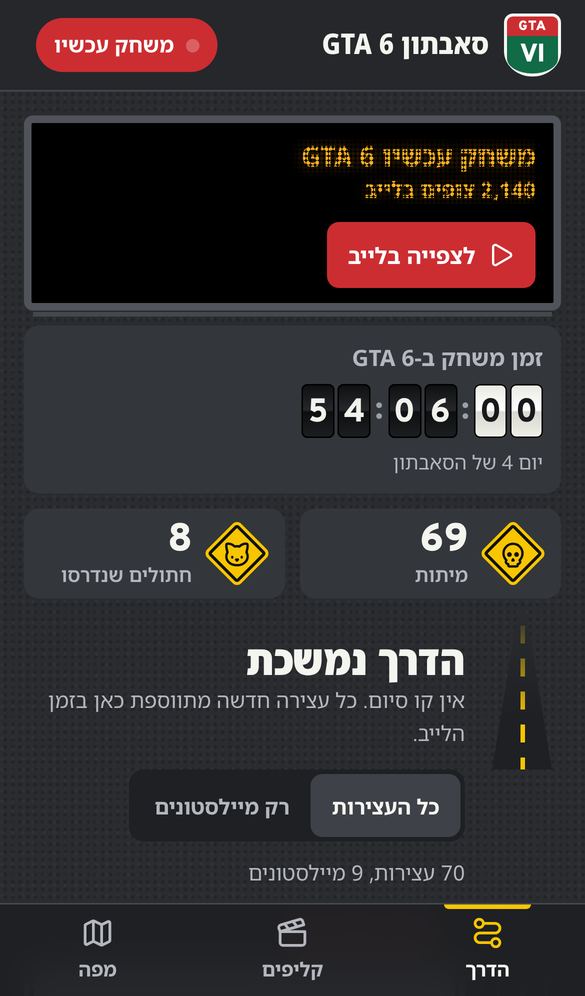 GTA
VI
סאבתון GTA 6
משחק עכשיו
משחק עכשיו GTA 6
2,140 צופים בלייב
לצפייה בלייב
זמן משחק ב-GTA 6
54:06:00
יום 4 של הסאבתון
69
מיתות
8
חתולים שנדרסו
הדרך נמשכת
אין קו סיום. כל עצירה חדשה מתווספת כאן בזמן
הלייב.
כל העצירות
רק מיילסטונים
70 עצירות, 9 מיילסטונים
הדרך
קליפים
מפה